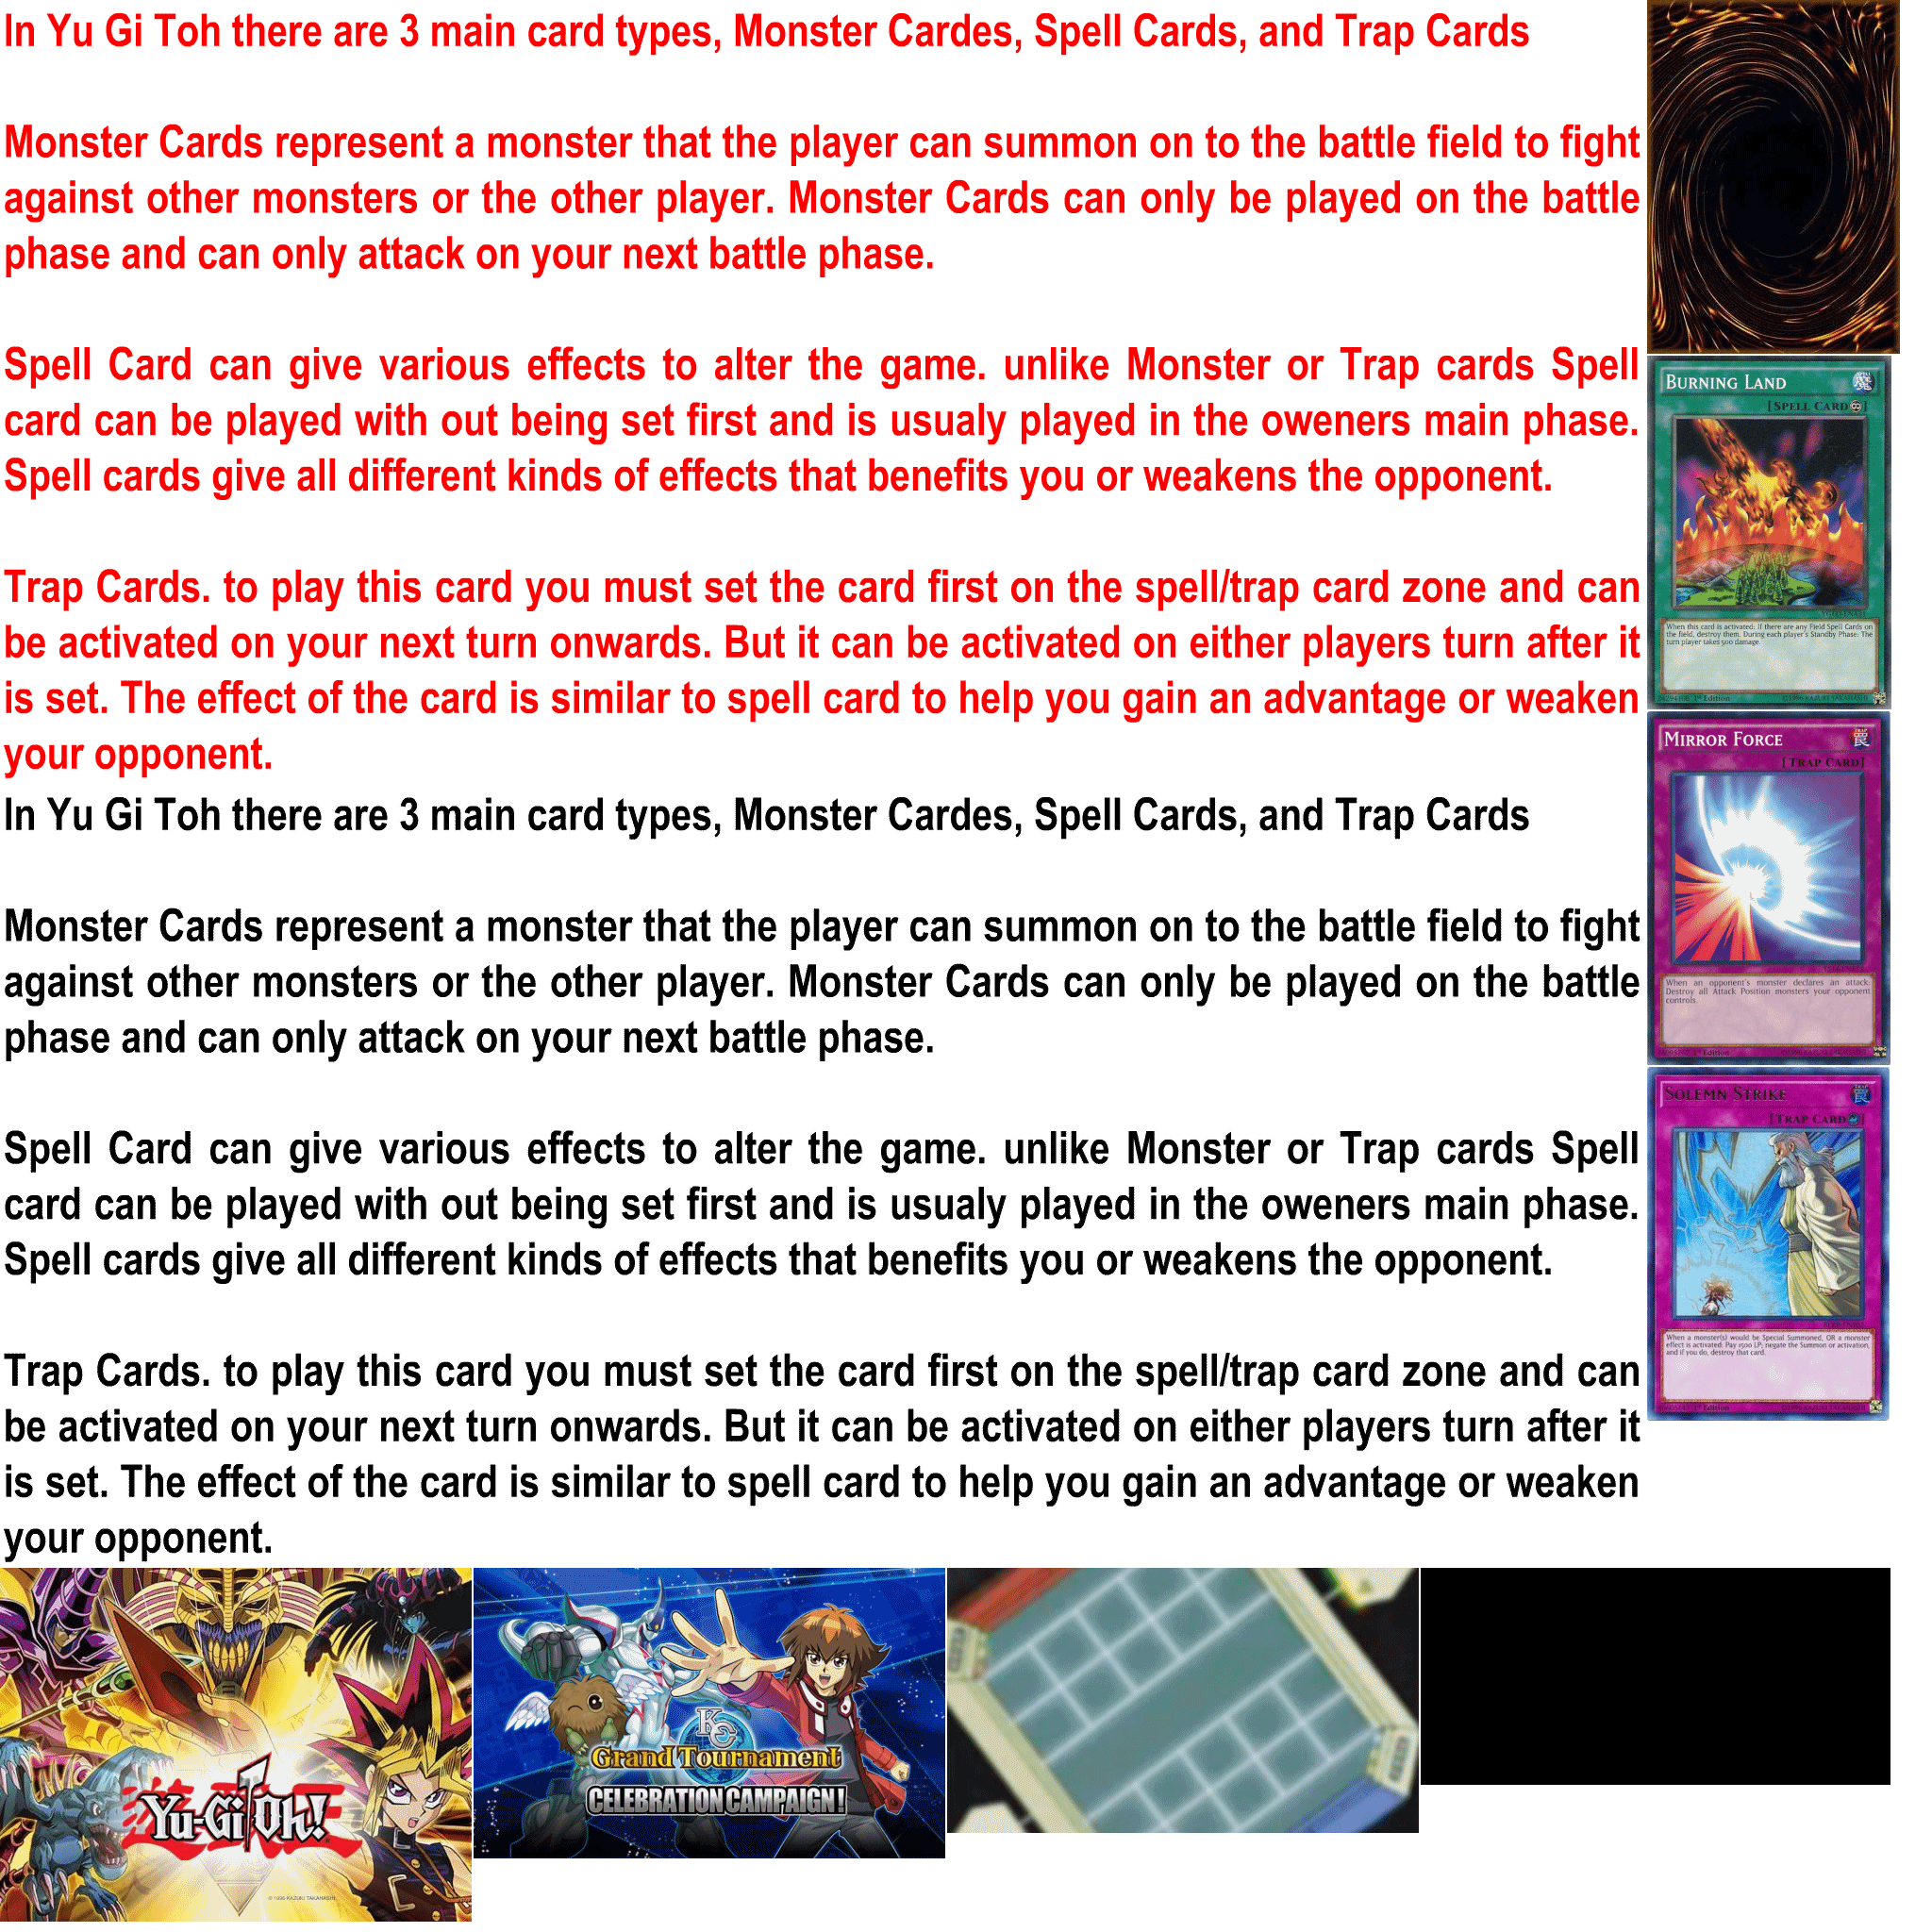 In Yu Gi Toh there are 3 main card types, Monster Cardes, Spell Cards, and Trap Cards
Monster Cards represent a monster that the player can summon on to the battle field to fight
against other monsters or the other player. Monster Cards can only be played on the battle
phase and can only attack on your next battle phase.
Spell Card can give various effects to alter the game. unlike Monster or Trap cards Spell
card can be played with out being set first and is usualy played in the oweners main phase.
Spell cards give all different kinds of effects that benefits you or weakens the opponent.
Trap Cards. to play this card you must set the card first on the spell/trap card zone and can
be activated on your next turn onwards. But it can be activated on either players turn after it
is set. The effect of the card is similar to spell card to help you gain an advantage or weaken
your opponent.
In Yu Gi Toh there are 3 main card types, Monster Cardes, Spell Cards, and Trap Cards
Monster Cards represent a monster that the player can summon on to the battle field to fight
against other monsters or the other player. Monster Cards can only be played on the battle
phase and can only attack on your next battle phase.
Spell Card can give various effects to alter the game. unlike Monster or Trap cards Spell
card can be played with out being set first and is usualy played in the oweners main phase.
Spell cards give all different kinds of effects that benefits you or weakens the opponent.
Trap Cards. to play this card you must set the card first on the spell/trap card zone and can
be activated on your next turn onwards. But it can be activated on either players turn after it
is set. The effect of the card is similar to spell card to help you gain an advantage or weaken
your opponent.
BURNING LAND
[SPELL CARD]
When this card is activated: If there are any Field Spell Cards on
the field, destroy them. During each player's Standby Phase: The
turn player takes 500 damage.
1st Edition
MIRROR FORCE
[TRAP CARD]
When an opponent's monster declares an attack:
Destroy all Attack Position monsters your opponent
controls.
1st Edition
SOLEMN STRIKE
[TRAP CARD]
When a monster(s) would be Special Summoned, OR a monster
effect is activated: Pay 1500 LP; negate the Summon or activation,
and if you do, destroy that card.
1st Edition
Yu-Gi-Oh!
© 1996 KAZUKI TAKAHASHI
KC
Grand Tournament
CELEBRATION CAMPAIGN!